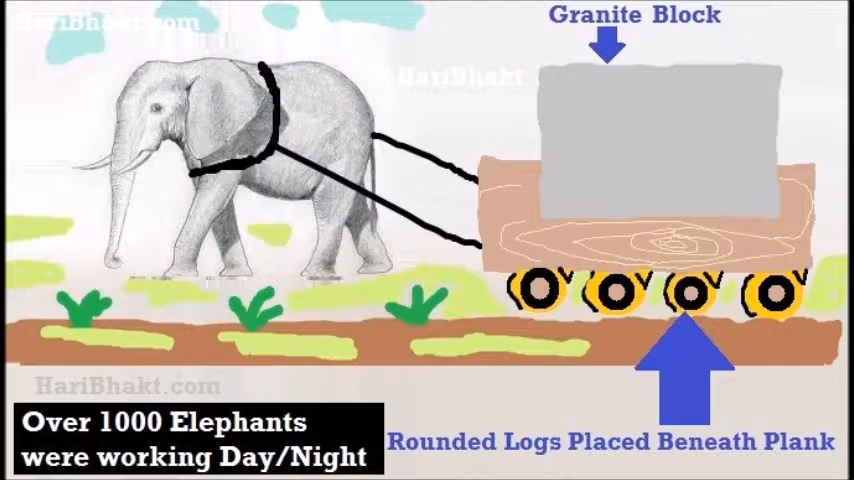 HariBhakt.com
Granite Block
HariBhakt
HariBhakt.com
Over 1000 Elephants
were working Day/Night
Rounded Logs Placed Beneath Plank